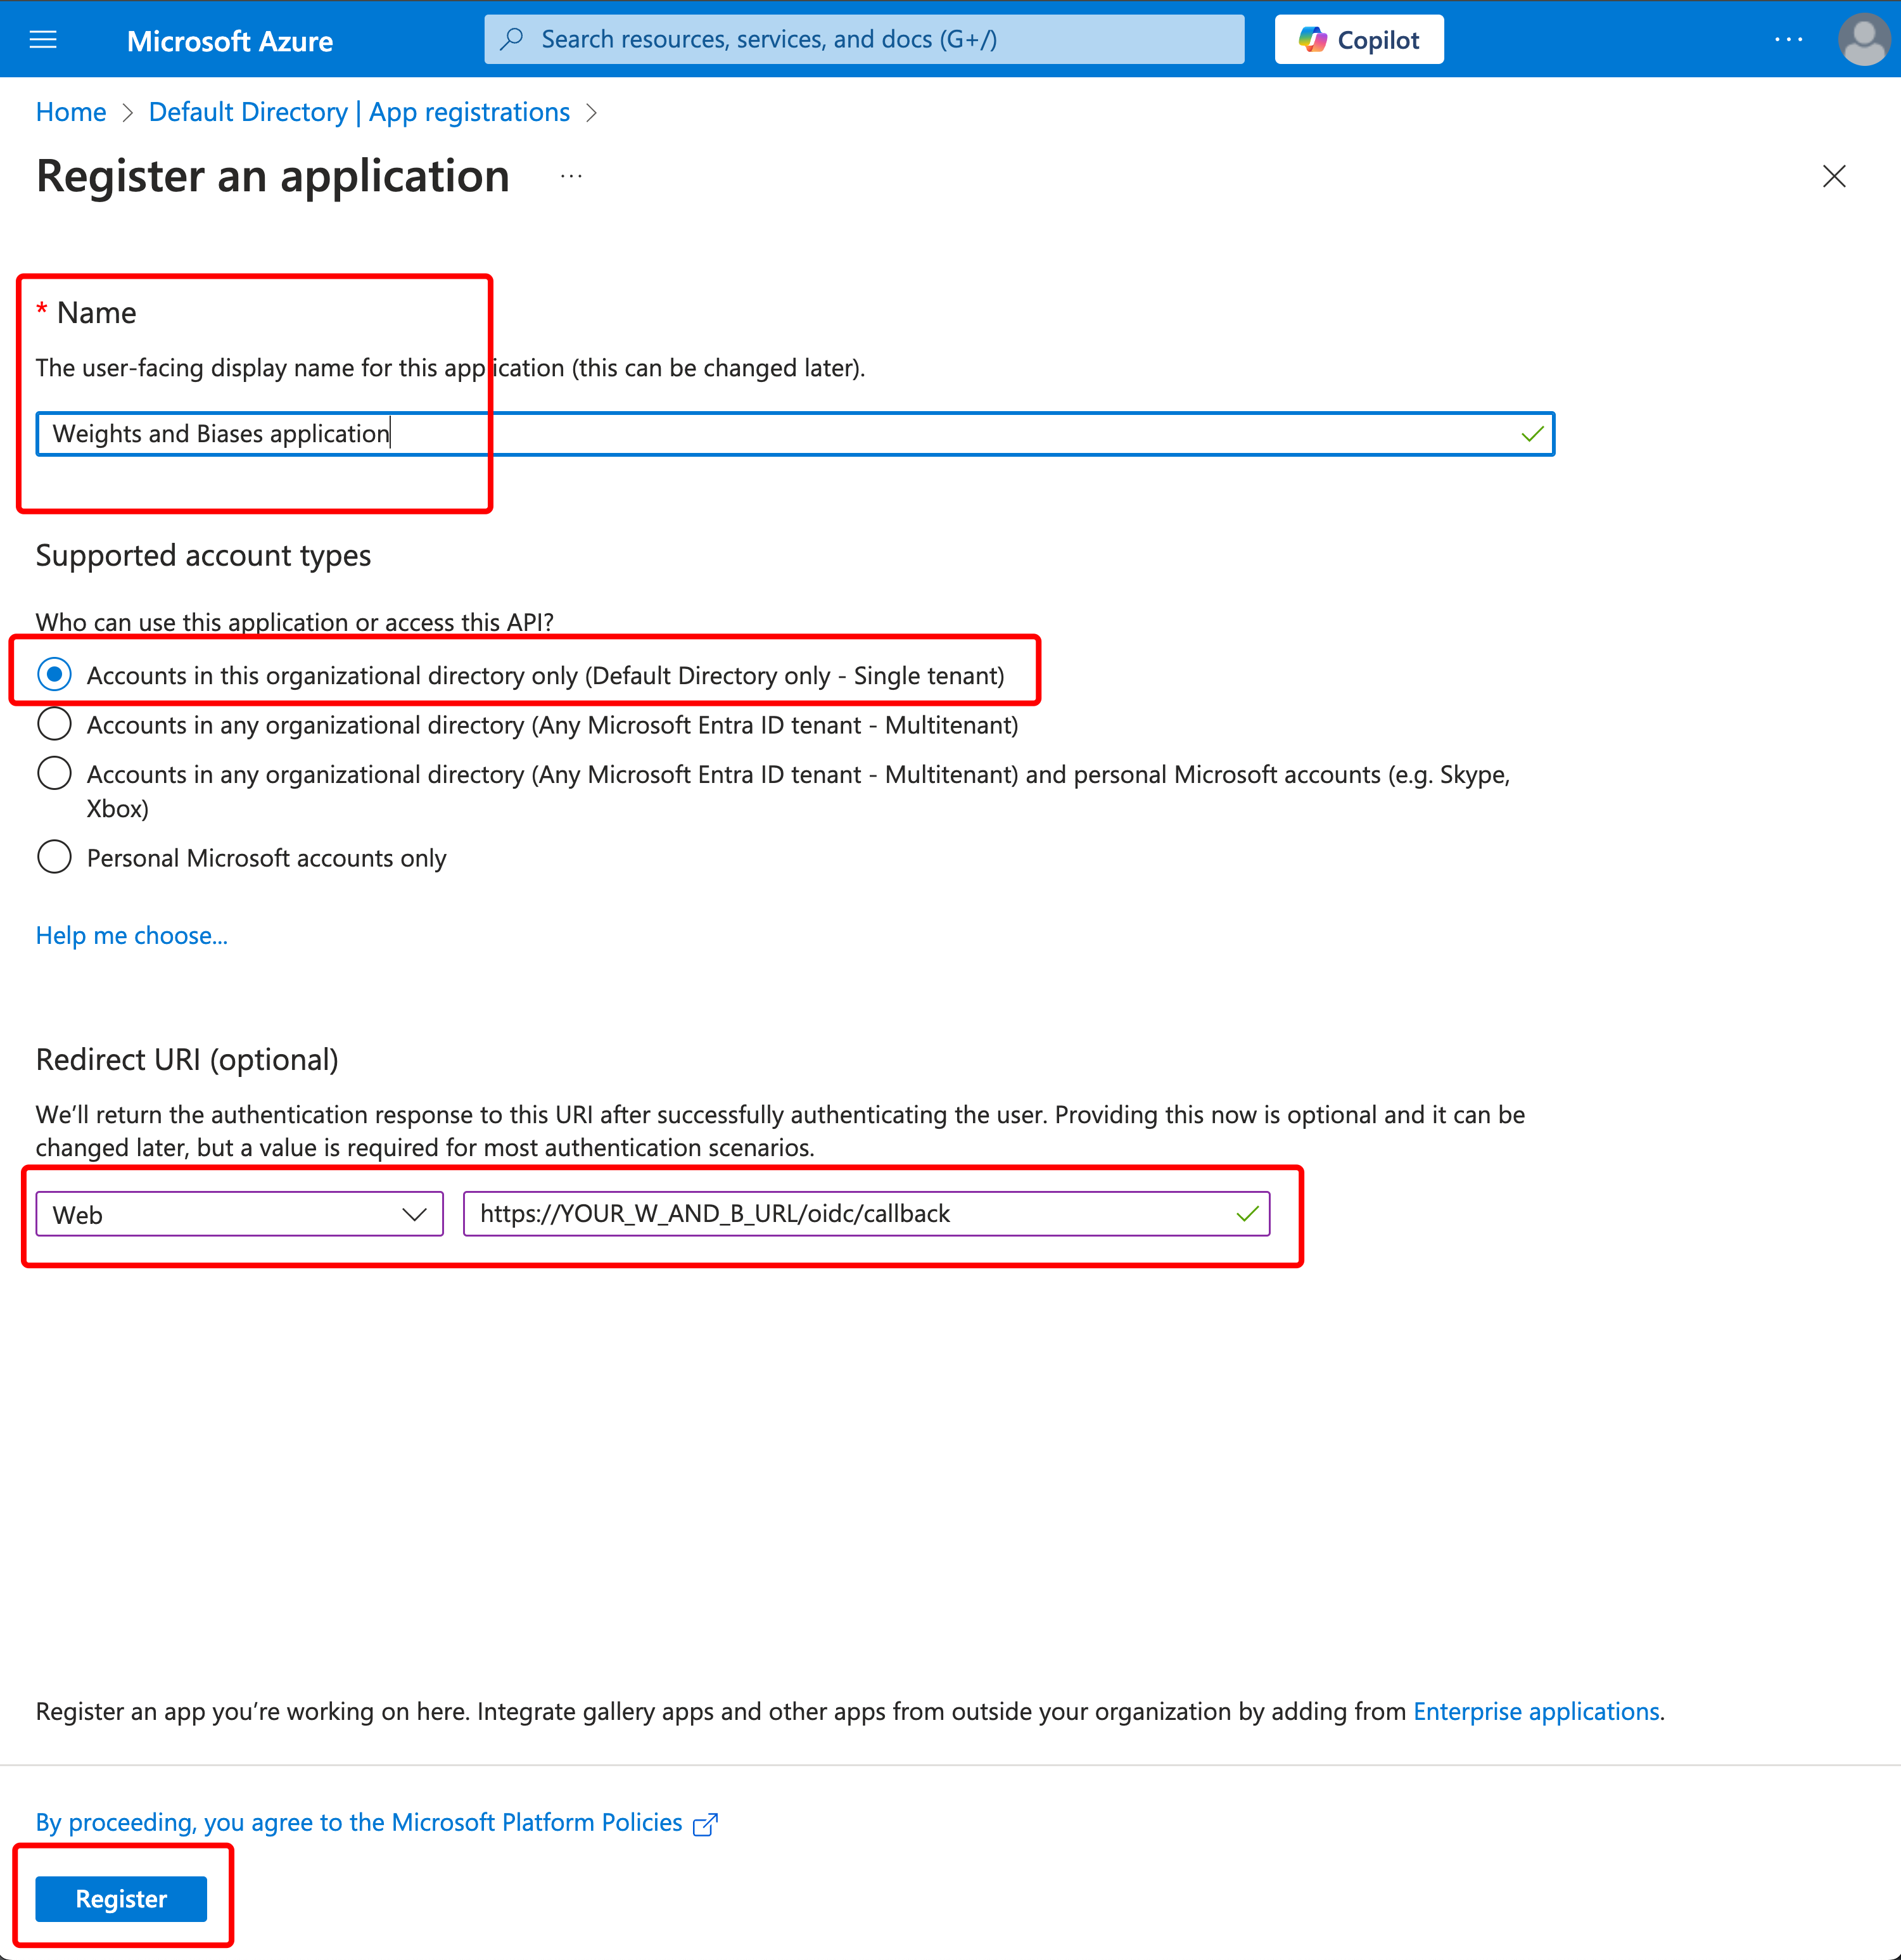 Microsoft Azure
Search resources, services, and docs (G+/)
Copilot
Home > Default Directory | App registrations >
Register an application ...
* Name
The user-facing display name for this application (this can be changed later).
Weights and Biases application
Supported account types
Who can use this application or access this API?
Accounts in this organizational directory only (Default Directory only - Single tenant)
Accounts in any organizational directory (Any Microsoft Entra ID tenant - Multitenant)
Accounts in any organizational directory (Any Microsoft Entra ID tenant - Multitenant) and personal Microsoft accounts (e.g. Skype,
Xbox)
Personal Microsoft accounts only
Help me choose...
Redirect URI (optional)
We’ll return the authentication response to this URI after successfully authenticating the user. Providing this now is optional and it can be
changed later, but a value is required for most authentication scenarios.
Web
https://YOUR_W_AND_B_URL/oidc/callback
Register an app you’re working on here. Integrate gallery apps and other apps from outside your organization by adding from Enterprise applications.
By proceeding, you agree to the Microsoft Platform Policies
Register